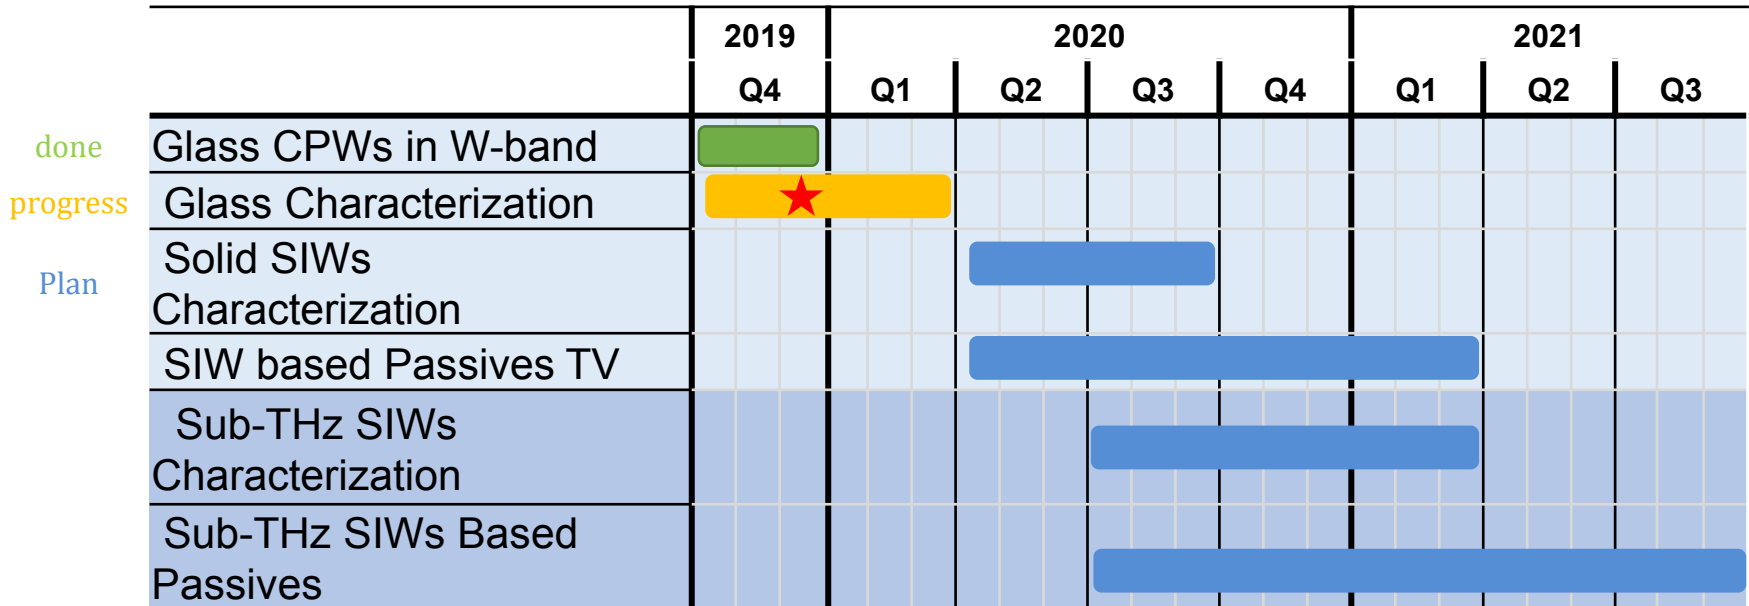 2019 2020 2021
Q4 Q1 Q2 Q3 Q4 Q1 Q2 Q3
done Glass CPWs in W-band
progress Glass Characterization
Plan
Solid SIWs
Characterization
SIW based Passives TV
Sub-THz SIWs
Characterization
Sub-THz SIWs Based
Passives